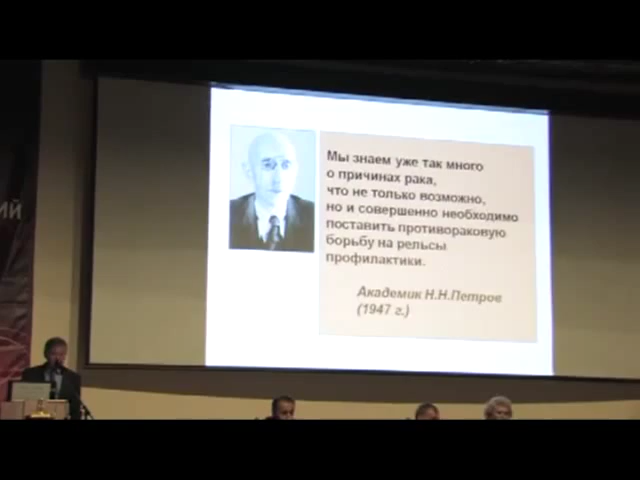 Мы знаем уже так много
о причинах рака,
что не только возможно,
но и совершенно необходимо
поставить противораковую
борьбу на рельсы
профилактики.
Академик Н.Н.Петров
(1947 г.)